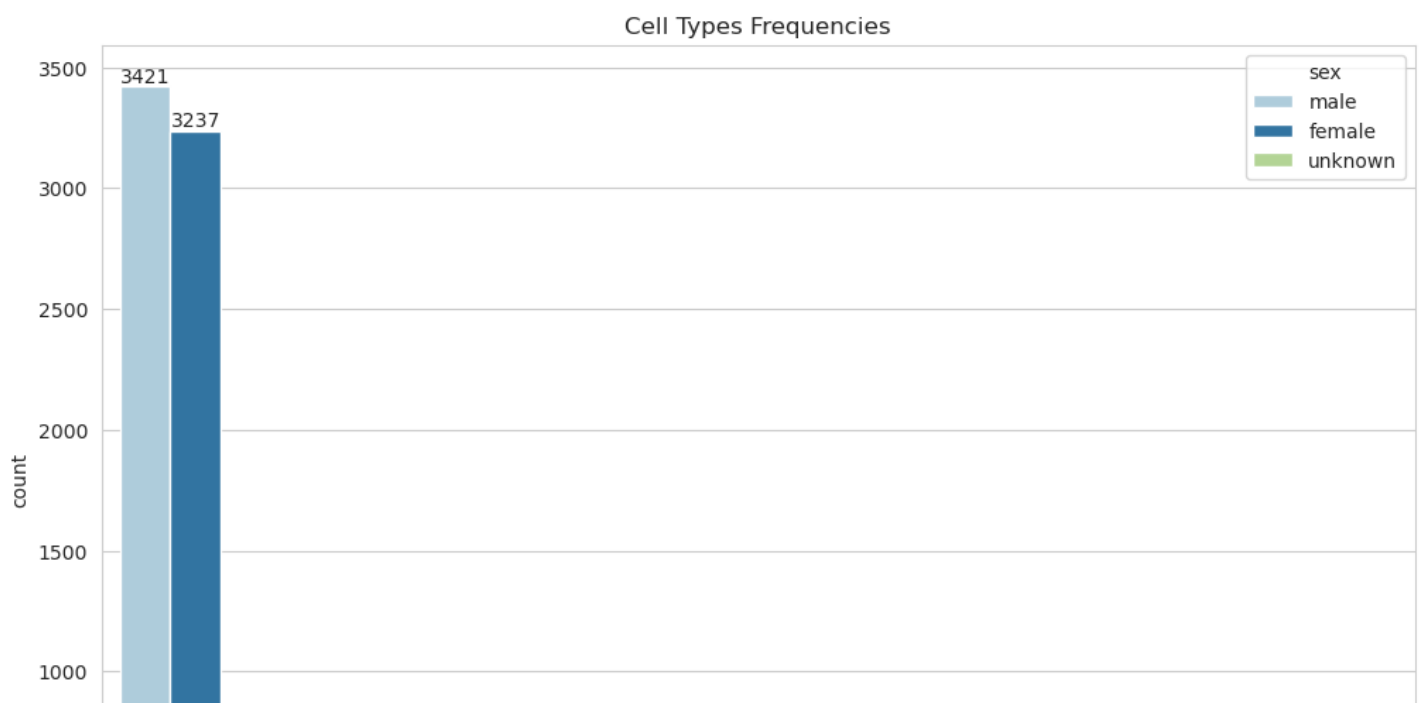 Cell Types Frequencies
3500
3421
3237
sex
male
female
unknown
3000
2500
2000
count
1500
1000